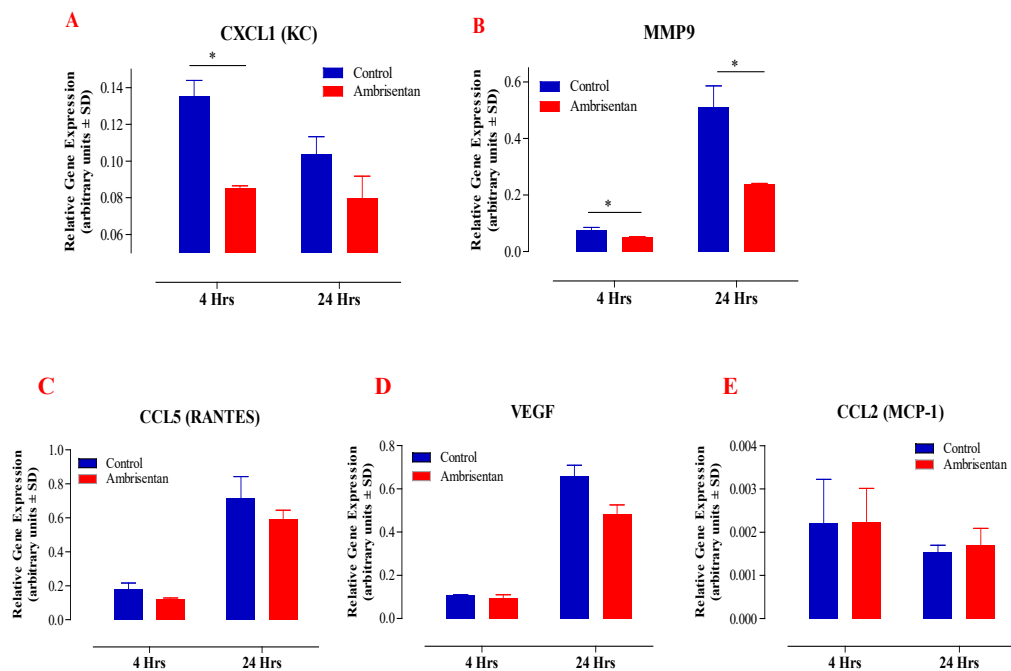 A
CXCL1 (KC)
*
Control
Ambrisentan
Relative Gene Expression
(arbitrary units ± SD)
0.14
0.12
0.10
0.08
0.06
4 Hrs
24 Hrs
B
MMP9
*
*
Control
Ambrisentan
Relative Gene Expression
(arbitrary units ± SD)
0.6
0.4
0.2
0.0
4 Hrs
24 Hrs
C
CCL5 (RANTES)
Control
Ambrisentan
Relative Gene Expression
(arbitrary units ± SD)
1.0
0.8
0.6
0.4
0.2
0.0
4 Hrs
24 Hrs
D
VEGF
Control
Ambrisentan
Relative Gene Expression
(arbitrary units ± SD)
0.8
0.6
0.4
0.2
0.0
4 Hrs
24 Hrs
E
CCL2 (MCP-1)
Control
Ambrisentan
Relative Gene Expression
(arbitrary units ± SD)
0.004
0.003
0.002
0.001
0.000
4 Hrs
24 Hrs